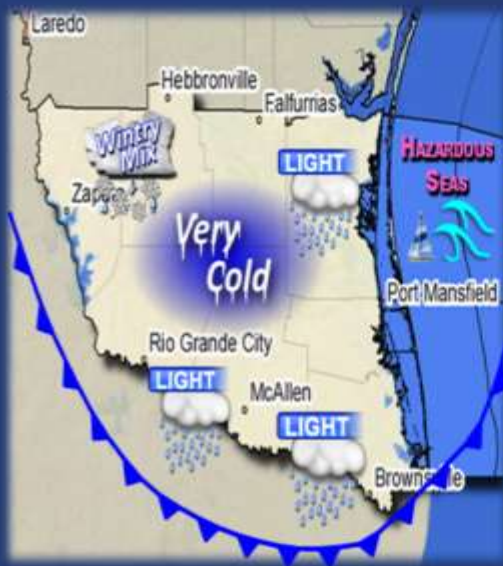 Laredo
Hebbronville
Falfurrias
Wintry
Mix
LIGHT
HAZARDOUS
SEAS
Very
Cold
Port Mansfield
Rio Grande City
LIGHT
McAllen
LIGHT